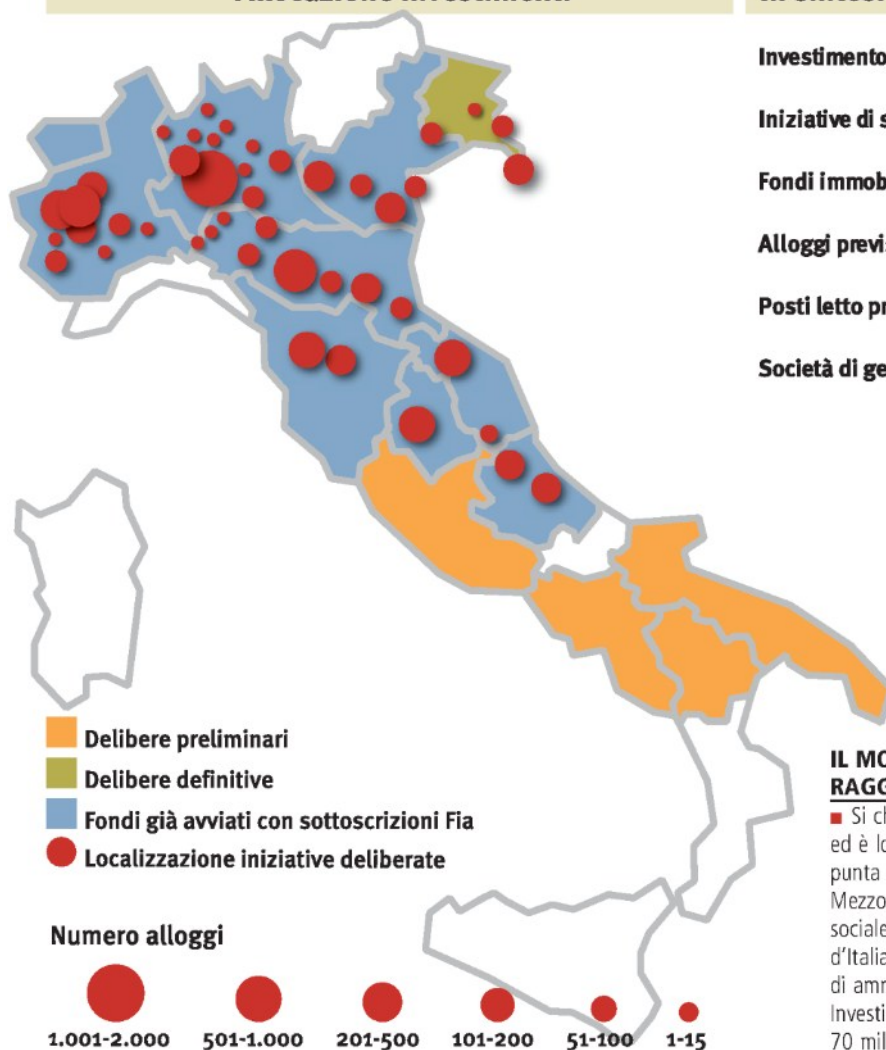 Investimento
Iniziative di s
Fondi immob
Alloggi previs
Posti letto pr
Società di ge
Delibere preliminari
Delibere definitive
Fondi già avviati con sottoscrizioni Fia
Localizzazione iniziative deliberate
Numero alloggi
1.001-2.000 501-1.000 201-500 101-200 51-100 1-15
IL MO
RAGG
■ Si ch
ed è lo
punta
Mezzo
sociale
d'Italia
di amn
Investi
70 mil